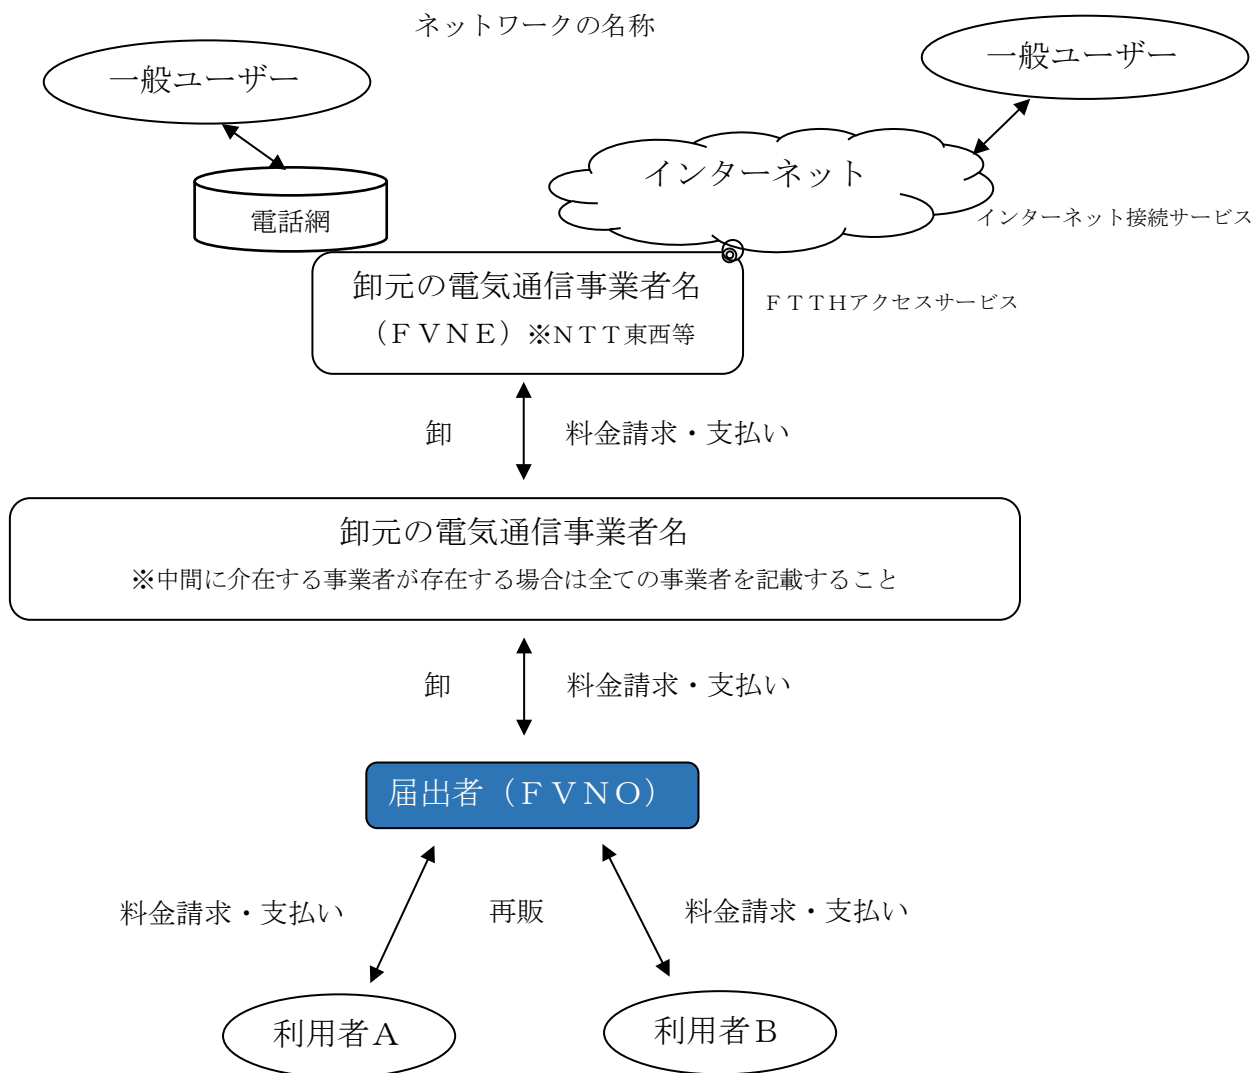 ネットワークの名称
一般ユーザー
一般ユーザー
インターネット
電話網
インターネット接続サービス
卸元の電気通信事業者名
（ＦＶＮＥ）※ＮＴＴ東西等
ＦＴＴＨアクセスサービス
卸
料金請求・支払い
卸元の電気通信事業者名
※中間に介在する事業者が存在する場合は全ての事業者を記載すること
卸
料金請求・支払い
届出者（ＦＶＮＯ）
料金請求・支払い
再販
料金請求・支払い
利用者Ａ
利用者Ｂ